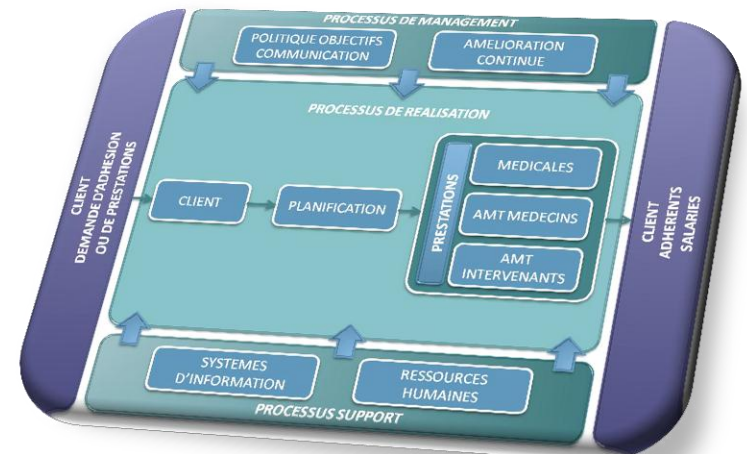 PROCESSUS DE MANAGEMENT
POLITIQUE OBJECTIFS
COMMUNICATION
AMELIORATION
CONTINUE
CLIENT
DEMANDE D'ADHESION
OU DE PRESTATIONS
PROCESSUS DE REALISATION
CLIENT
PLANIFICATION
PRESTATIONS
MEDICALES
AMT MEDECINS
AMT
INTERVENANTS
CLIENT
ADHERENTS
SALARIES
SYSTEMES
D'INFORMATION
RESSOURCES
HUMAINES
PROCESSUS SUPPORT